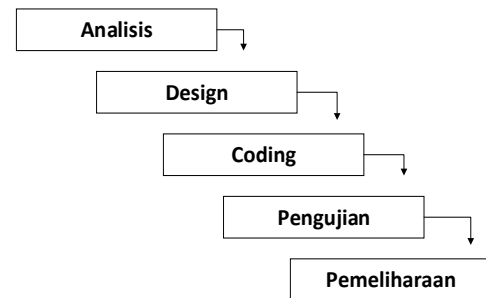 Analisis
Design
Coding
Pengujian
Pemeliharaan